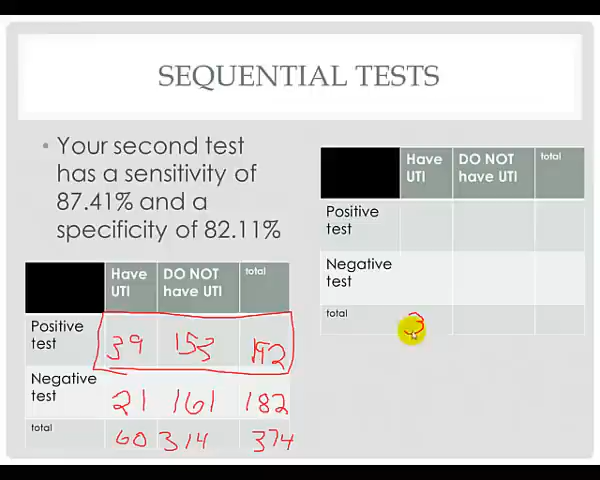 SEQUENTIAL TESTS
• Your second test
has a sensitivity of
87.41% and a
specificity of 82.11%
Have UTI DO NOT have UTI total
Positive test 39 153 192
Negative test 21 161 182
total 60 314 374
Have UTI DO NOT have UTI total
Positive test
Negative test
total 3